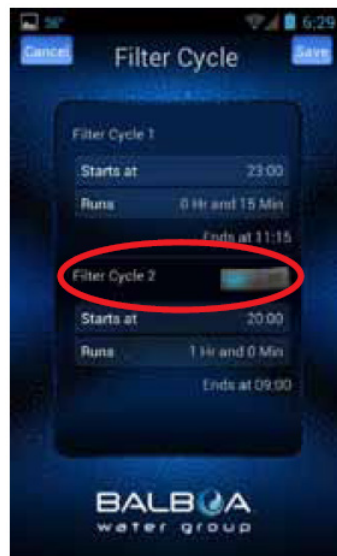 56°
6:29
Cancel
Filter Cycle
Save
Filter Cycle 1
Starts at
23:00
Runs
0 Hr and 15 Min
Ends at 11:15
Filter Cycle 2
Starts at
20:00
Runs
1 Hr and 0 Min
Ends at 09:00
BALBOA
water group